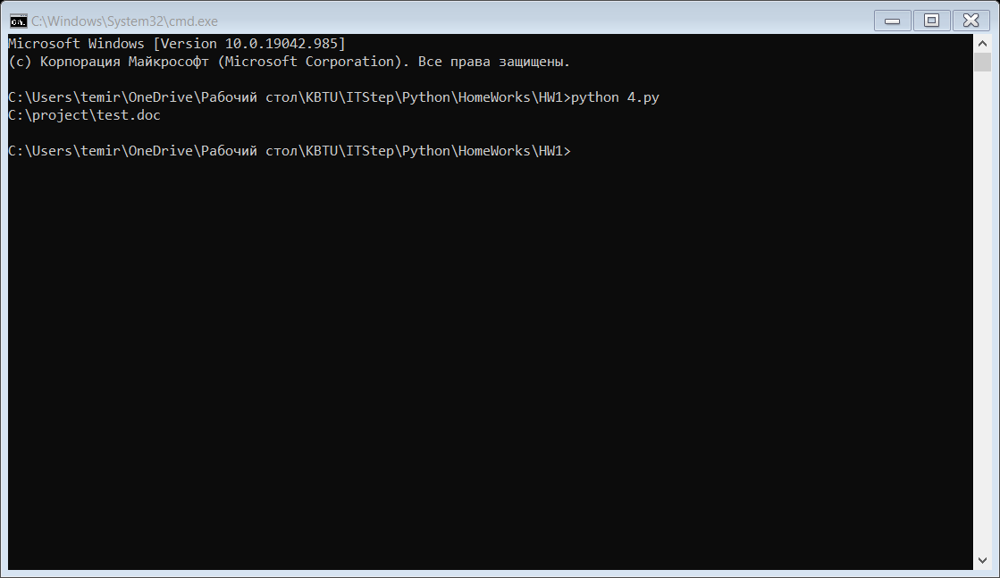 C:\Windows\System32\cmd.exe
Microsoft Windows [Version 10.0.19042.985]
(c) Корпорация Майкрософт (Microsoft Corporation). Все права защищены.
C:\Users\temir\OneDrive\Рабочий стол\KBTU\ITStep\Python\HomeWorks\HW1>python 4.py
C:\project\test.doc
C:\Users\temir\OneDrive\Рабочий стол\KBTU\ITStep\Python\HomeWorks\HW1>